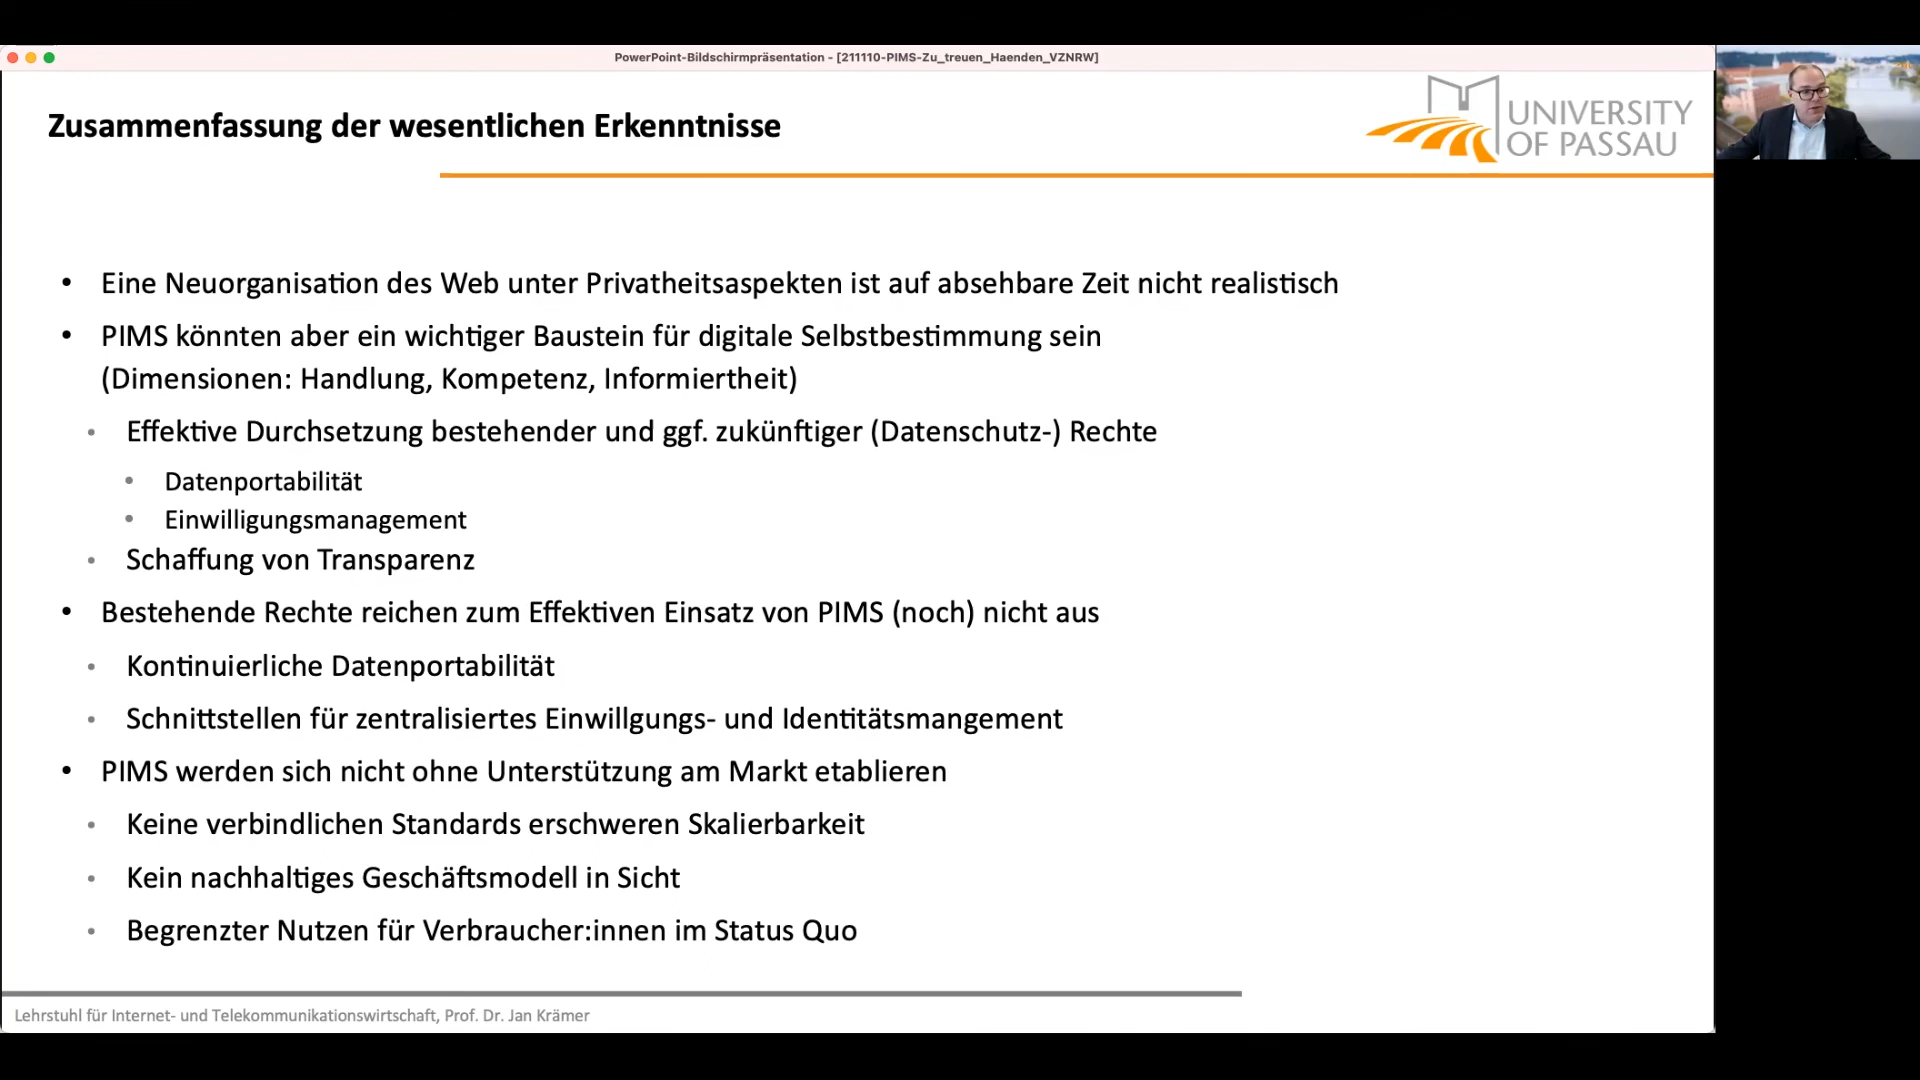 PowerPoint-Bildschirmpräsentation - [211110-PIMS-Zu_treuen_Haenden_VZNRW]
Zusammenfassung der wesentlichen Erkenntnisse
UNIVERSITY
OF PASSAU
• Eine Neuorganisation des Web unter Privatheitsaspekten ist auf absehbare Zeit nicht realistisch
• PIMS könnten aber ein wichtiger Baustein für digitale Selbstbestimmung sein
(Dimensionen: Handlung, Kompetenz, Informiertheit)
• Effektive Durchsetzung bestehender und ggf. zukünftiger (Datenschutz-) Rechte
• Datenportabilität
• Einwilligungsmanagement
• Schaffung von Transparenz
• Bestehende Rechte reichen zum Effektiven Einsatz von PIMS (noch) nicht aus
• Kontinuierliche Datenportabilität
• Schnittstellen für zentralisiertes Einwillgungs- und Identitätsmangement
• PIMS werden sich nicht ohne Unterstützung am Markt etablieren
• Keine verbindlichen Standards erschweren Skalierbarkeit
• Kein nachhaltiges Geschäftsmodell in Sicht
• Begrenzter Nutzen für Verbraucher:innen im Status Quo
Lehrstuhl für Internet- und Telekommunikationswirtschaft, Prof. Dr. Jan Krämer